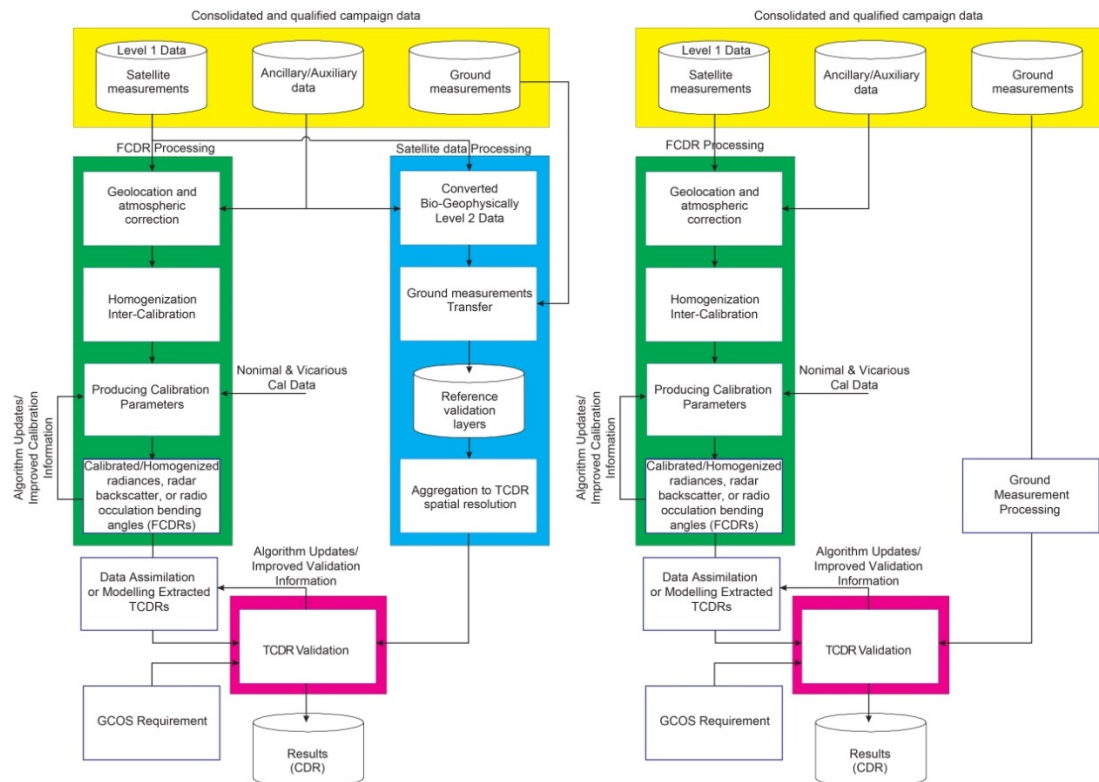 Consolidated and qualified campaign data
Level 1 Data
Satellite
measurements
Ancillary/Auxiliary
data
Ground
measurements
FCDR Processing
Satellite data Processing
Geolocation and
atmospheric
correction
Converted
Bio-Geophysically
Level 2 Data
Homogenization
Inter-Calibration
Ground measurements
Transfer
Producing Calibration
Parameters
Nonimal & Vicarious
Cal Data
Reference
validation
layers
Algorithm Updates/
Improved Calibration
Information
Calibrated/Homogenized
radiances, radar
backscatter, or radio
occulation bending
angles (FCDRs)
Aggregation to TCDR
spatial resolution
Data Assimilation
or Modelling Extracted
TCDRs
Algorithm Updates/
Improved Validation
Information
TCDR Validation
GCOS Requirement
Results
(CDR)
Consolidated and qualified campaign data
Level 1 Data
Satellite
measurements
Ancillary/Auxiliary
data
Ground
measurements
FCDR Processing
Geolocation and
atmospheric
correction
Homogenization
Inter-Calibration
Producing Calibration
Parameters
Nonimal & Vicarious
Cal Data
Algorithm Updates/
Improved Calibration
Information
Calibrated/Homogenized
radiances, radar
backscatter, or radio
occulation bending
angles (FCDRs)
Ground
Measurement
Processing
Data Assimilation
or Modelling Extracted
TCDRs
Algorithm Updates/
Improved Validation
Information
TCDR Validation
GCOS Requirement
Results
(CDR)